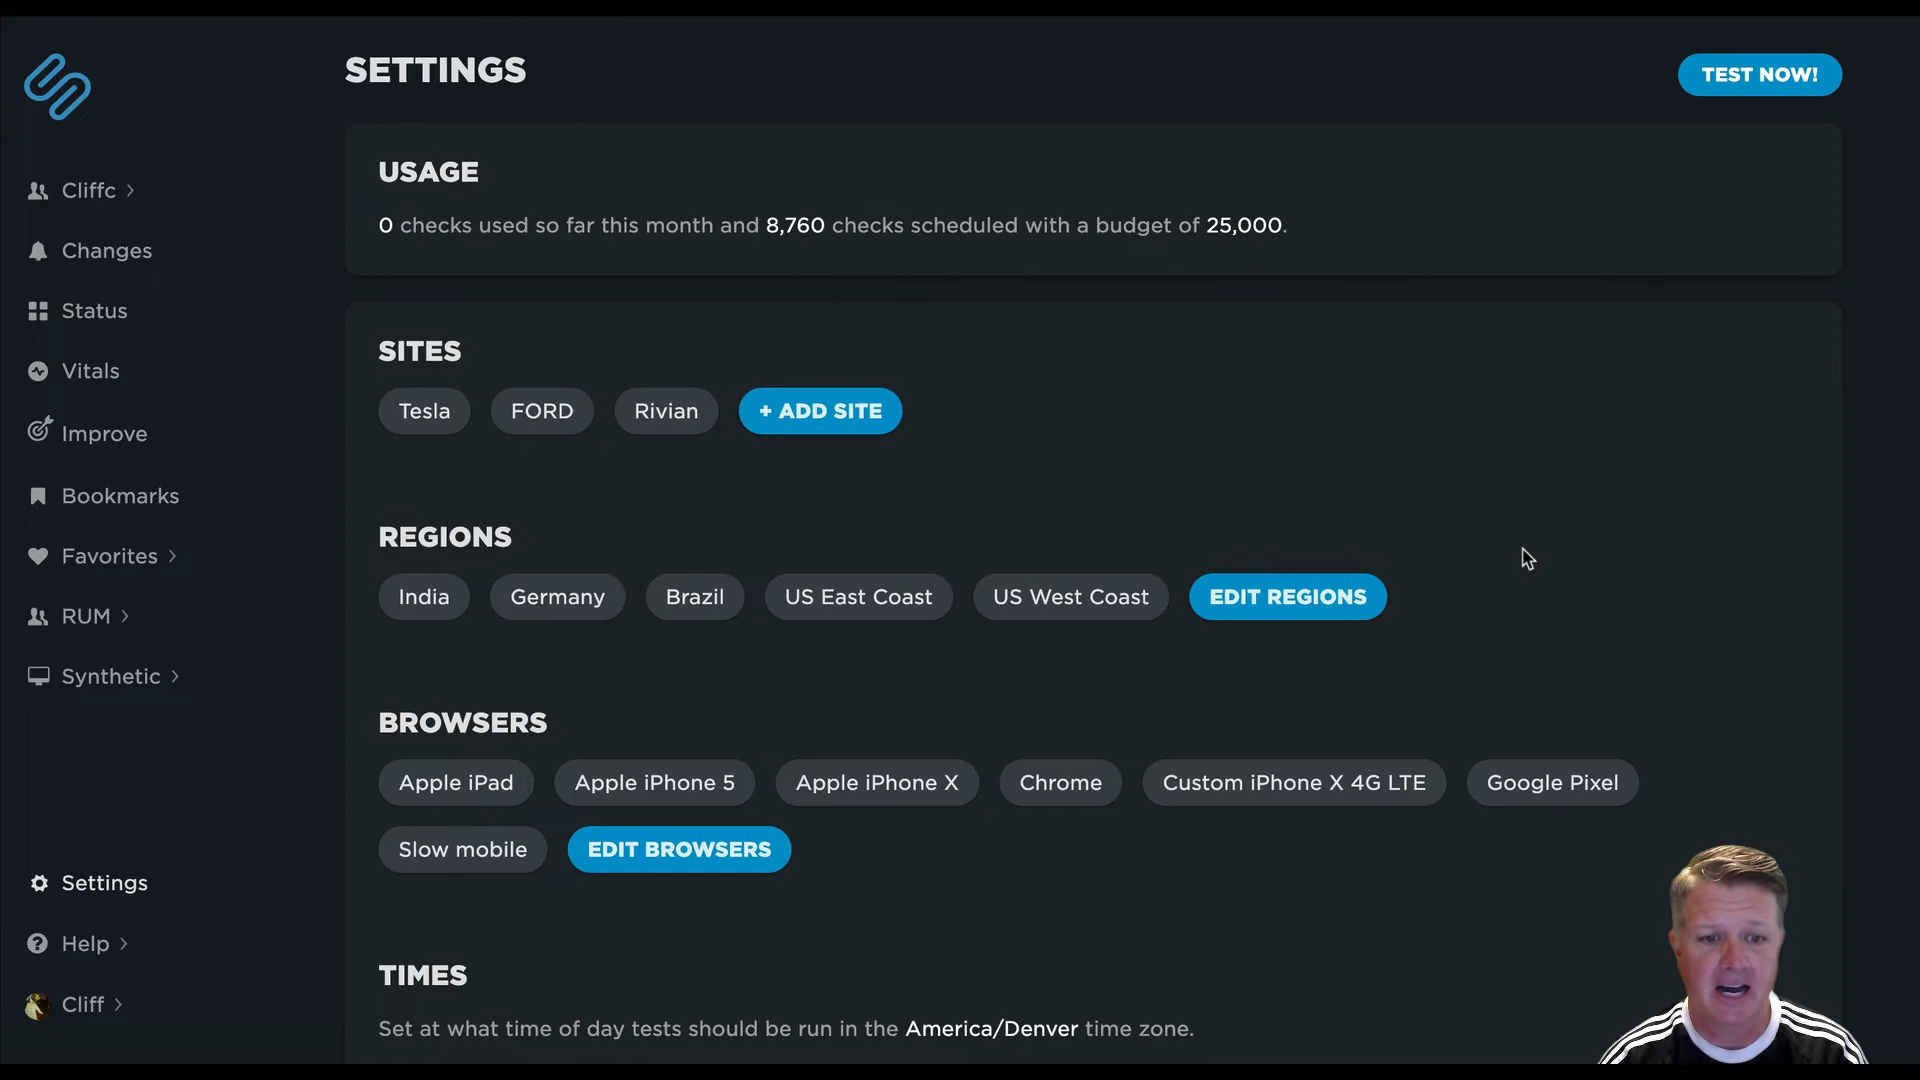 SETTINGS
TEST NOW!
Cliffc
Changes
Status
Vitals
Improve
Bookmarks
Favorites
RUM
Synthetic
Settings
Help
Cliff
USAGE
0 checks used so far this month and 8,760 checks scheduled with a budget of 25,000.
SITES
Tesla FORD Rivian + ADD SITE
REGIONS
India Germany Brazil US East Coast US West Coast EDIT REGIONS
BROWSERS
Apple iPad Apple iPhone 5 Apple iPhone X Chrome Custom iPhone X 4G LTE Google Pixel
Slow mobile EDIT BROWSERS
TIMES
Set at what time of day tests should be run in the America/Denver time zone.